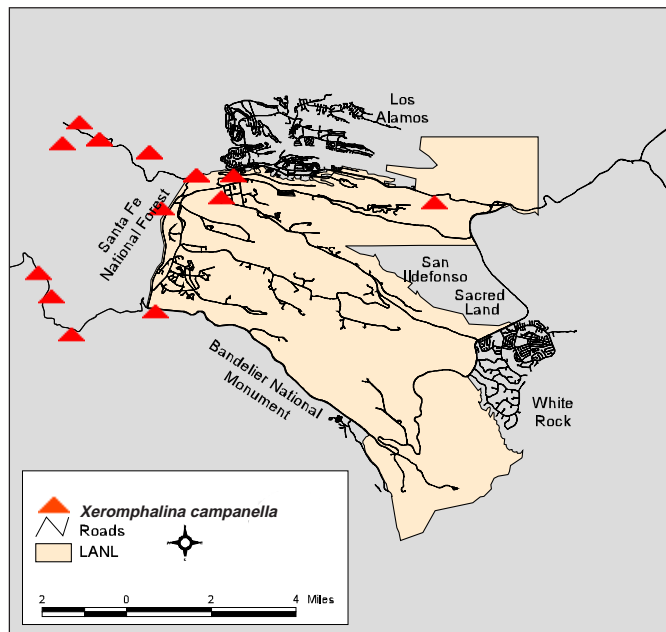 Los
Alamos
Santa Fe
National Forest
San
Ildefonso
Sacred
Land
Bandelier National
Monument
White
Rock
Xeromphalina campanella
Roads
LANL
2 0 2 4 Miles